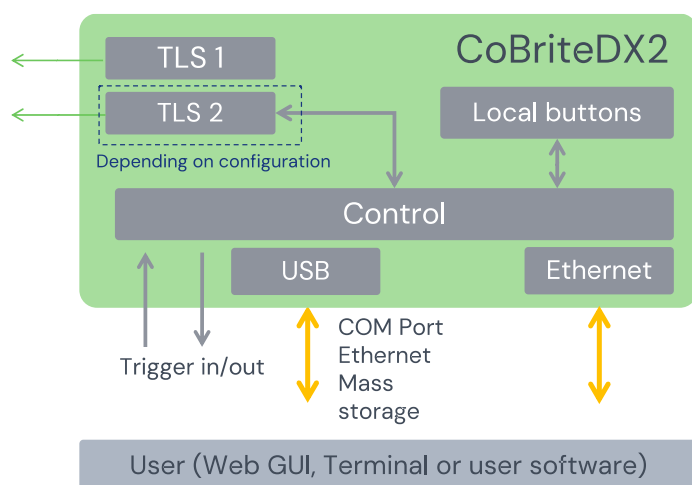 CoBriteDX2
TLS 1
TLS 2
Depending on configuration
Local buttons
Control
USB
Ethernet
Trigger in/out
COM Port
Ethernet
Mass
storage
User (Web GUI, Terminal or user software)